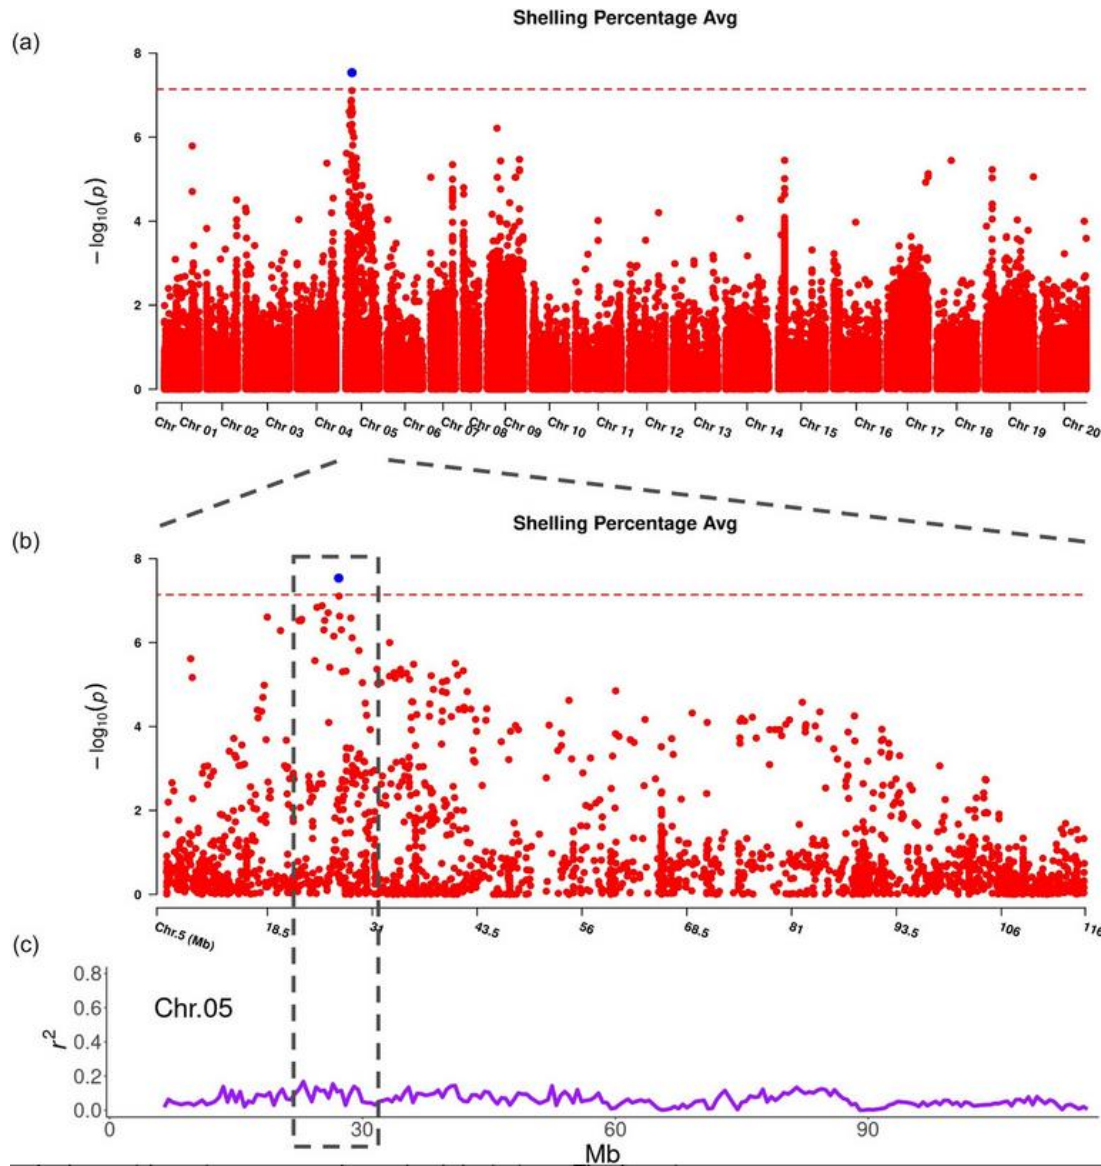 Shelling Percentage Avg
(a)
8
6
4
2
0
−log10(p)
Chr Chr 01 Chr 02 Chr 03 Chr 04 Chr 05 Chr 06 Chr 07 Chr 08 Chr 09 Chr 10 Chr 11 Chr 12 Chr 13 Chr 14 Chr 15 Chr 16 Chr 17 Chr 18 Chr 19 Chr 20
Shelling Percentage Avg
(b)
8
6
4
2
0
−log10(p)
Chr.5 (Mb) 18.5 31 43.5 56 68.5 81 93.5 106 116
(c)
0.8
0.6
0.4
0.2
0.0
r2
Chr.05
0 30 60 90
Mb